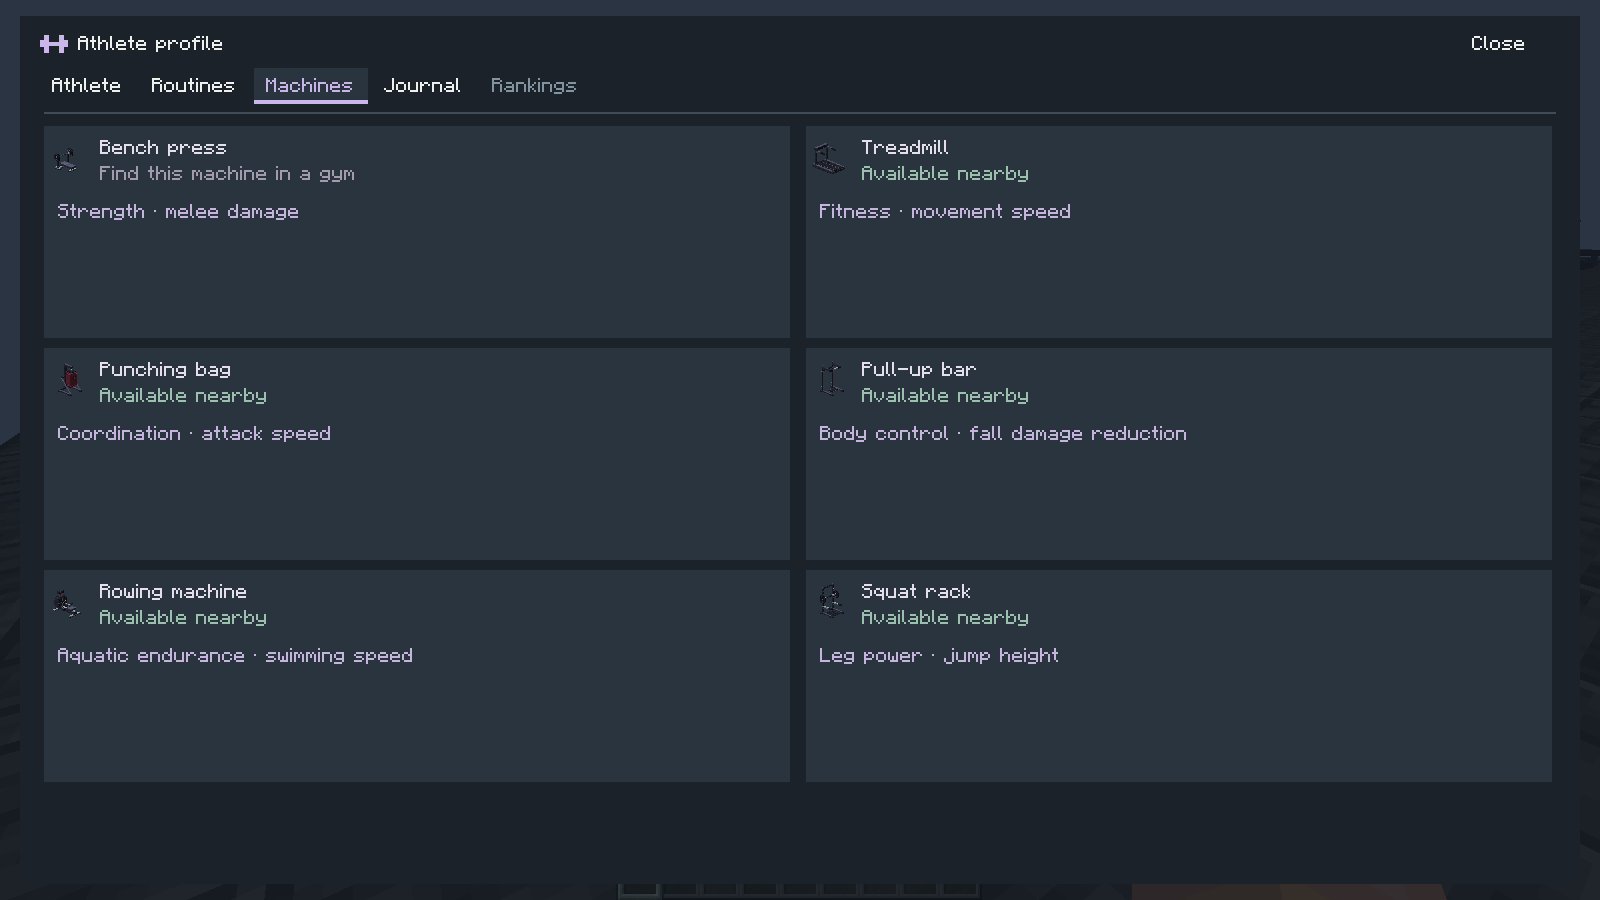 Athlete profile
Close
Athlete
Routines
Machines
Journal
Rankings
Bench press
Find this machine in a gym
Strength · melee damage
Treadmill
Available nearby
Fitness · movement speed
Punching bag
Available nearby
Coordination · attack speed
Pull-up bar
Available nearby
Body control · fall damage reduction
Rowing machine
Available nearby
Aquatic endurance · swimming speed
Squat rack
Available nearby
Leg power · jump height